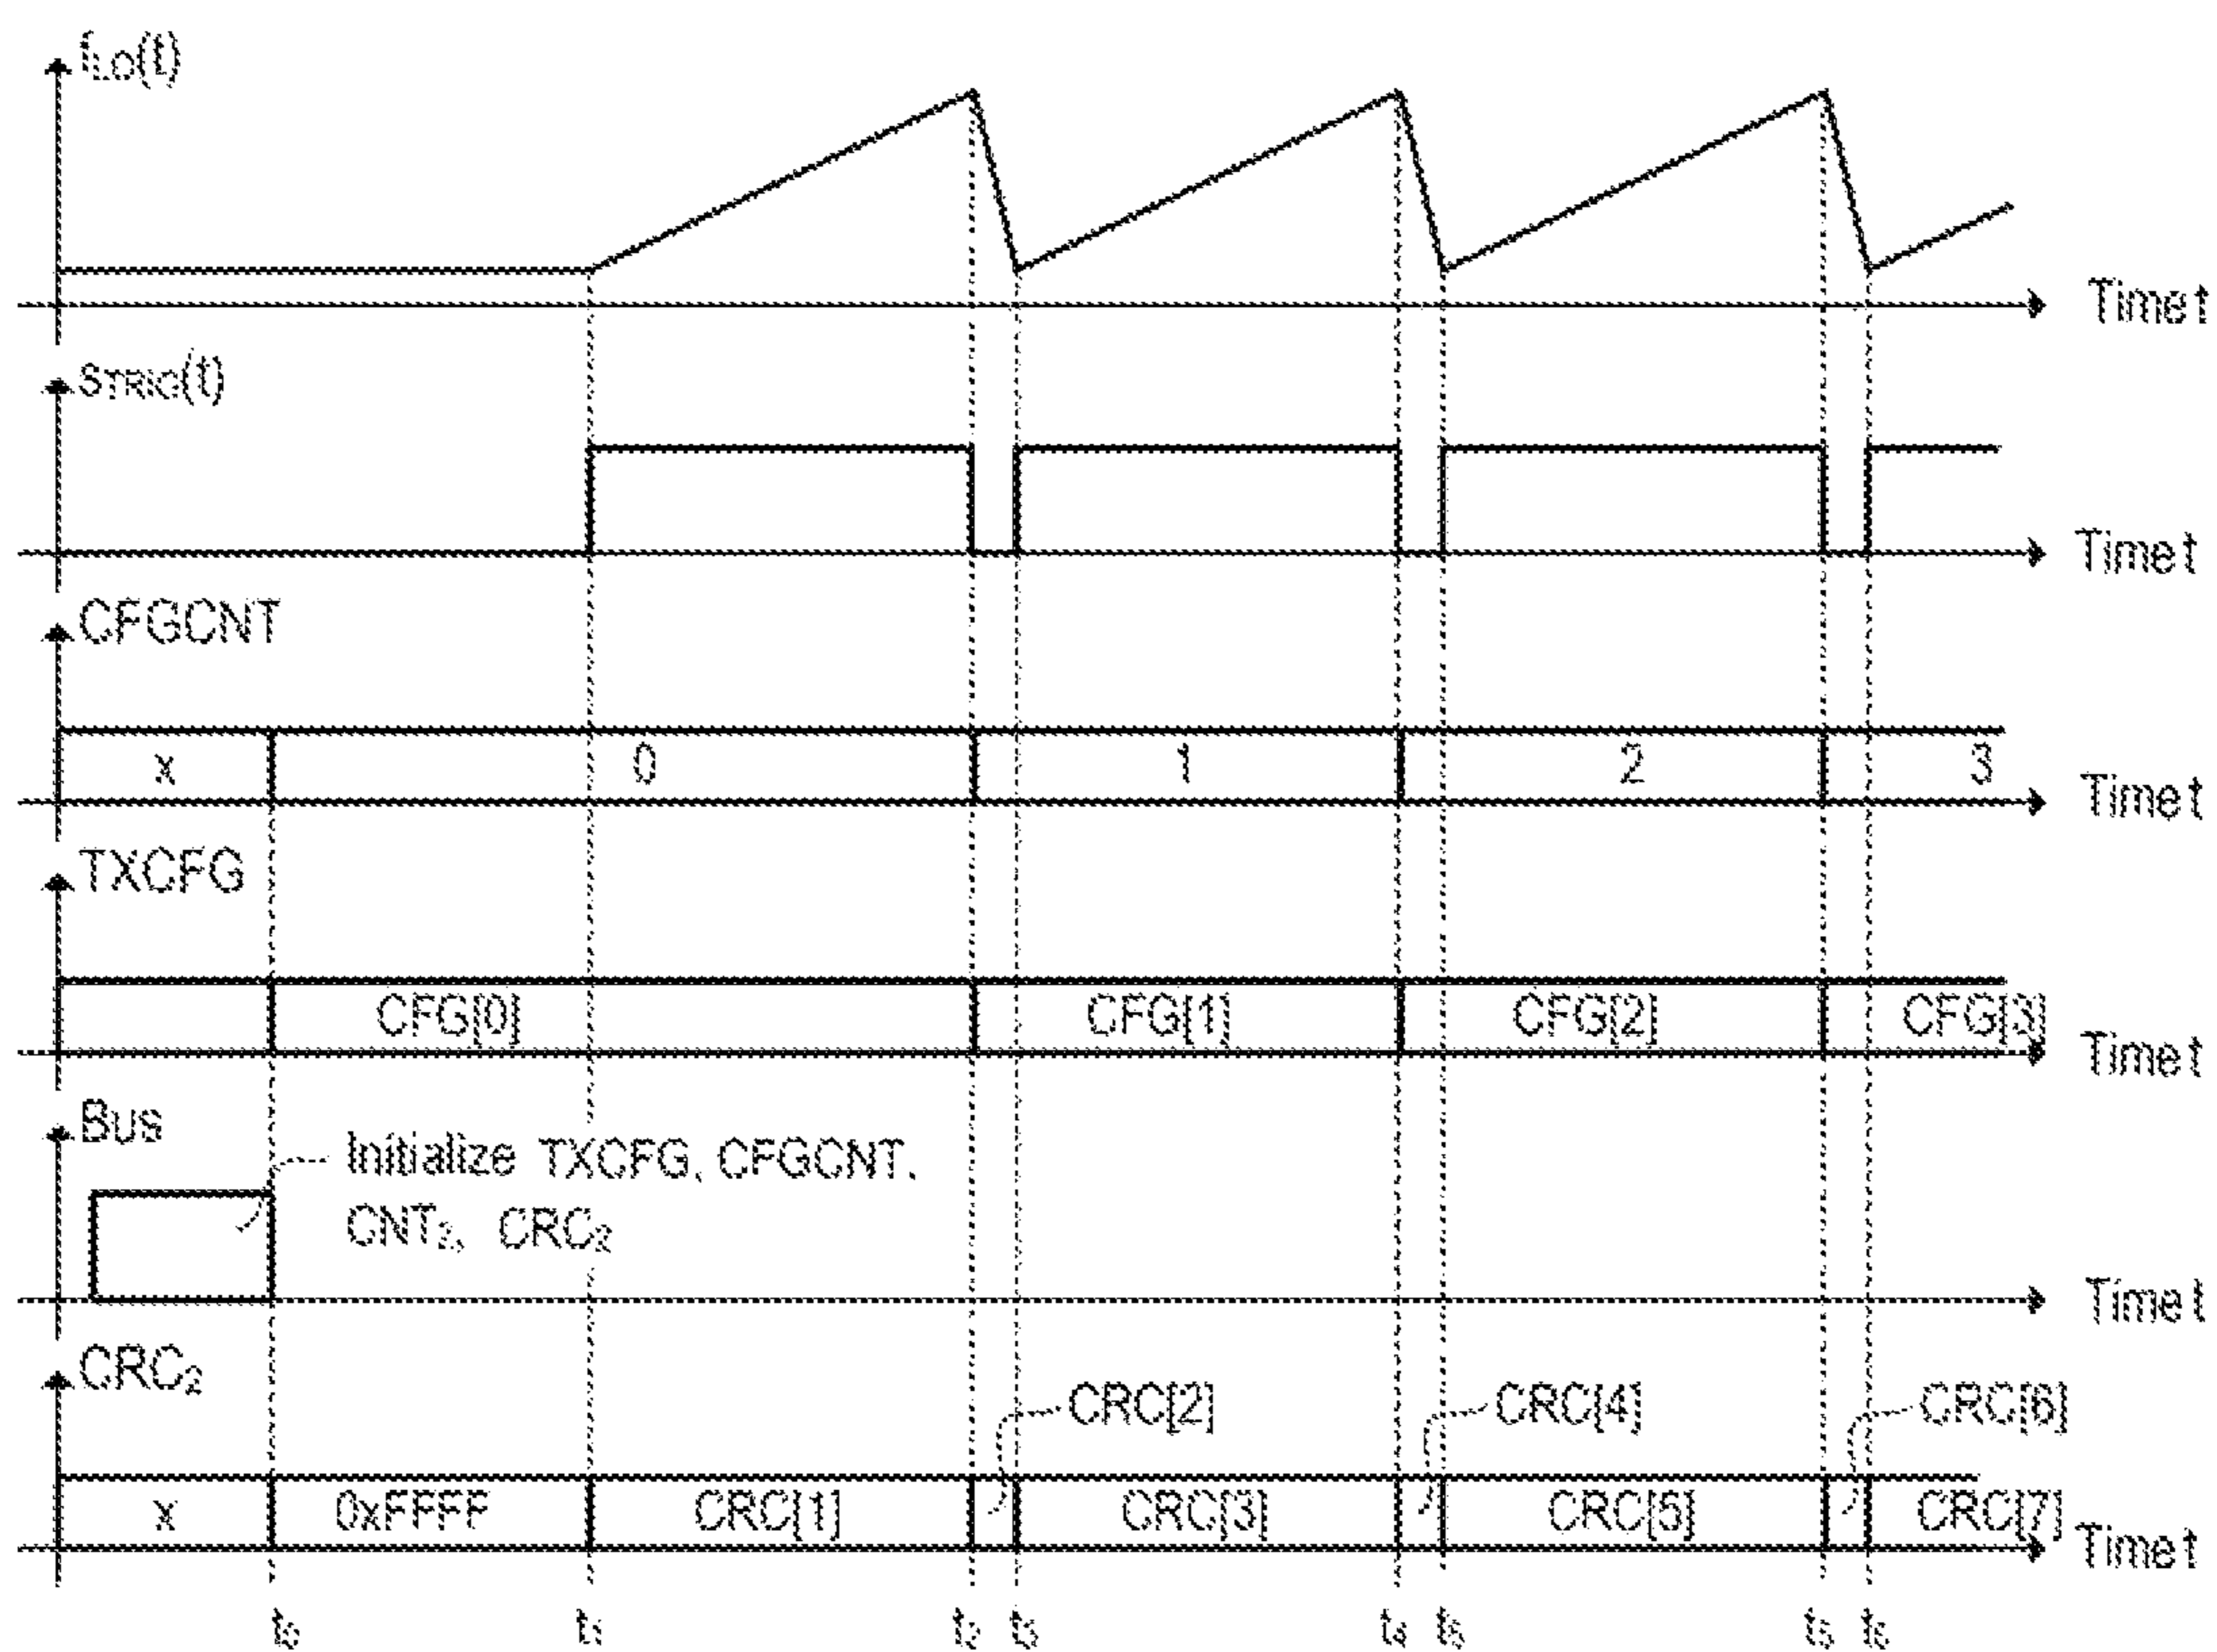 fLO(t)
Time t
sTRIG(t)
Time t
CFGCNT
x 0 1 2 3
Time t
TXCFG
CFG[0] CFG[1] CFG[2] CFG[3]
Time t
Bus
Initialize TXCFG, CFGCNT,
CNT₂, CRC₂
Time t
CRC₂
CRC[2] CRC[4] CRC[6]
x 0xFFFF CRC[1] CRC[3] CRC[5] CRC[7]
Time t
t₀ t₁ t₂ t₃ t₄